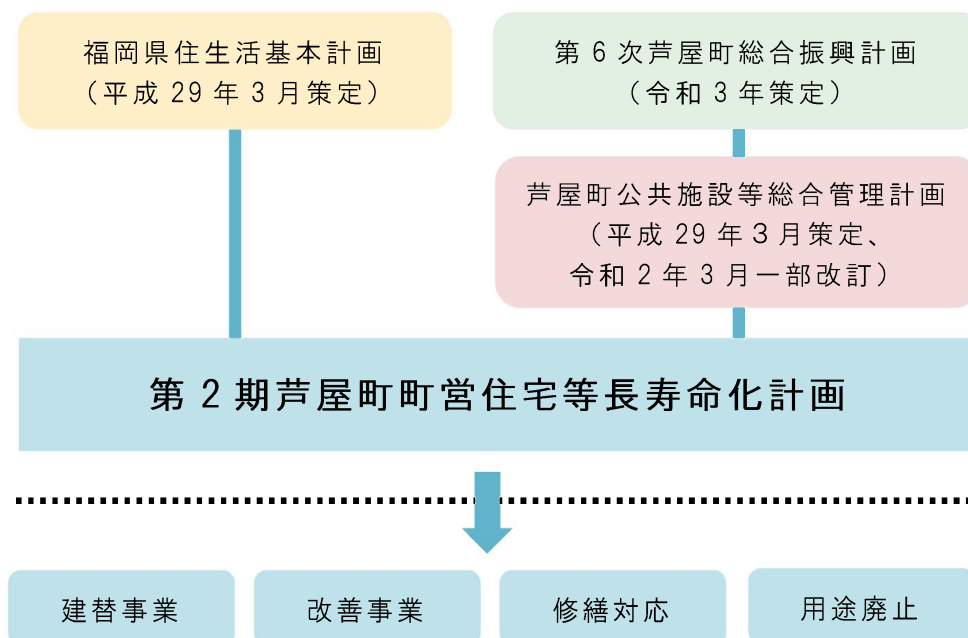 福岡県住生活基本計画
（平成 29 年 3 月策定）
第 6 次芦屋町総合振興計画
（令和 3 年策定）
芦屋町公共施設等総合管理計画
（平成 29 年 3 月策定、
令和 2 年 3 月一部改訂）
第 2 期芦屋町町営住宅等長寿命化計画
建替事業
改善事業
修繕対応
用途廃止